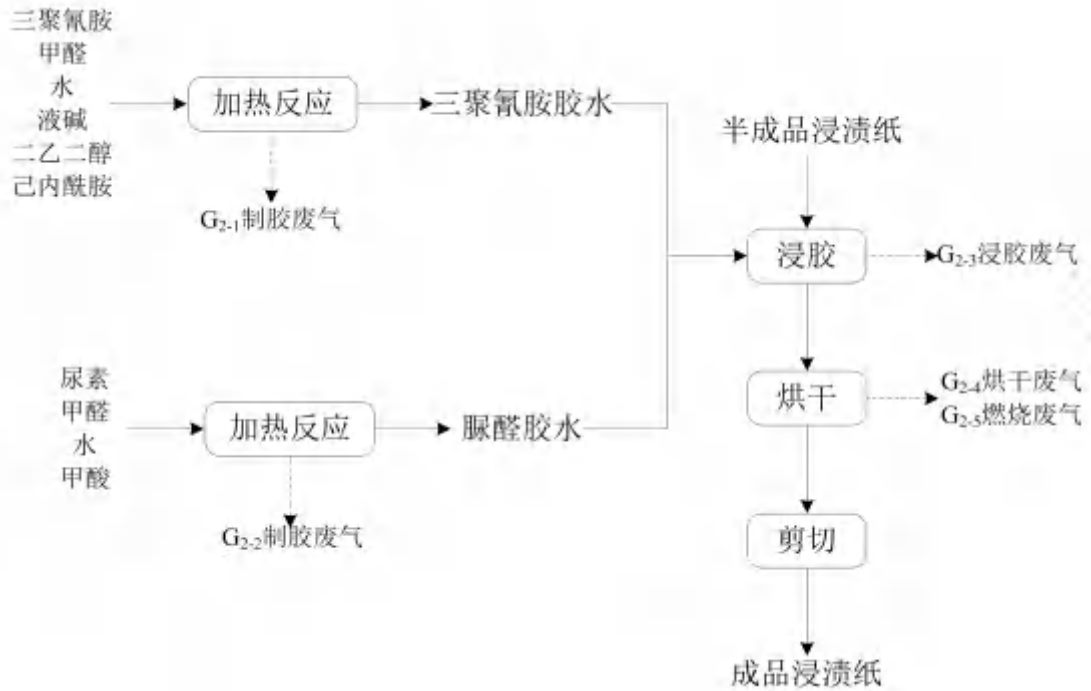 三聚氰胺
甲醛
水
液碱
二乙二醇
己内酰胺
加热反应
三聚氰胺胶水
G2-1制胶废气
半成品浸渍纸
浸胶
G2-3浸胶废气
尿素
甲醛
水
甲酸
加热反应
脲醛胶水
G2-2制胶废气
烘干
G2-4烘干废气
G2-5燃烧废气
剪切
成品浸渍纸